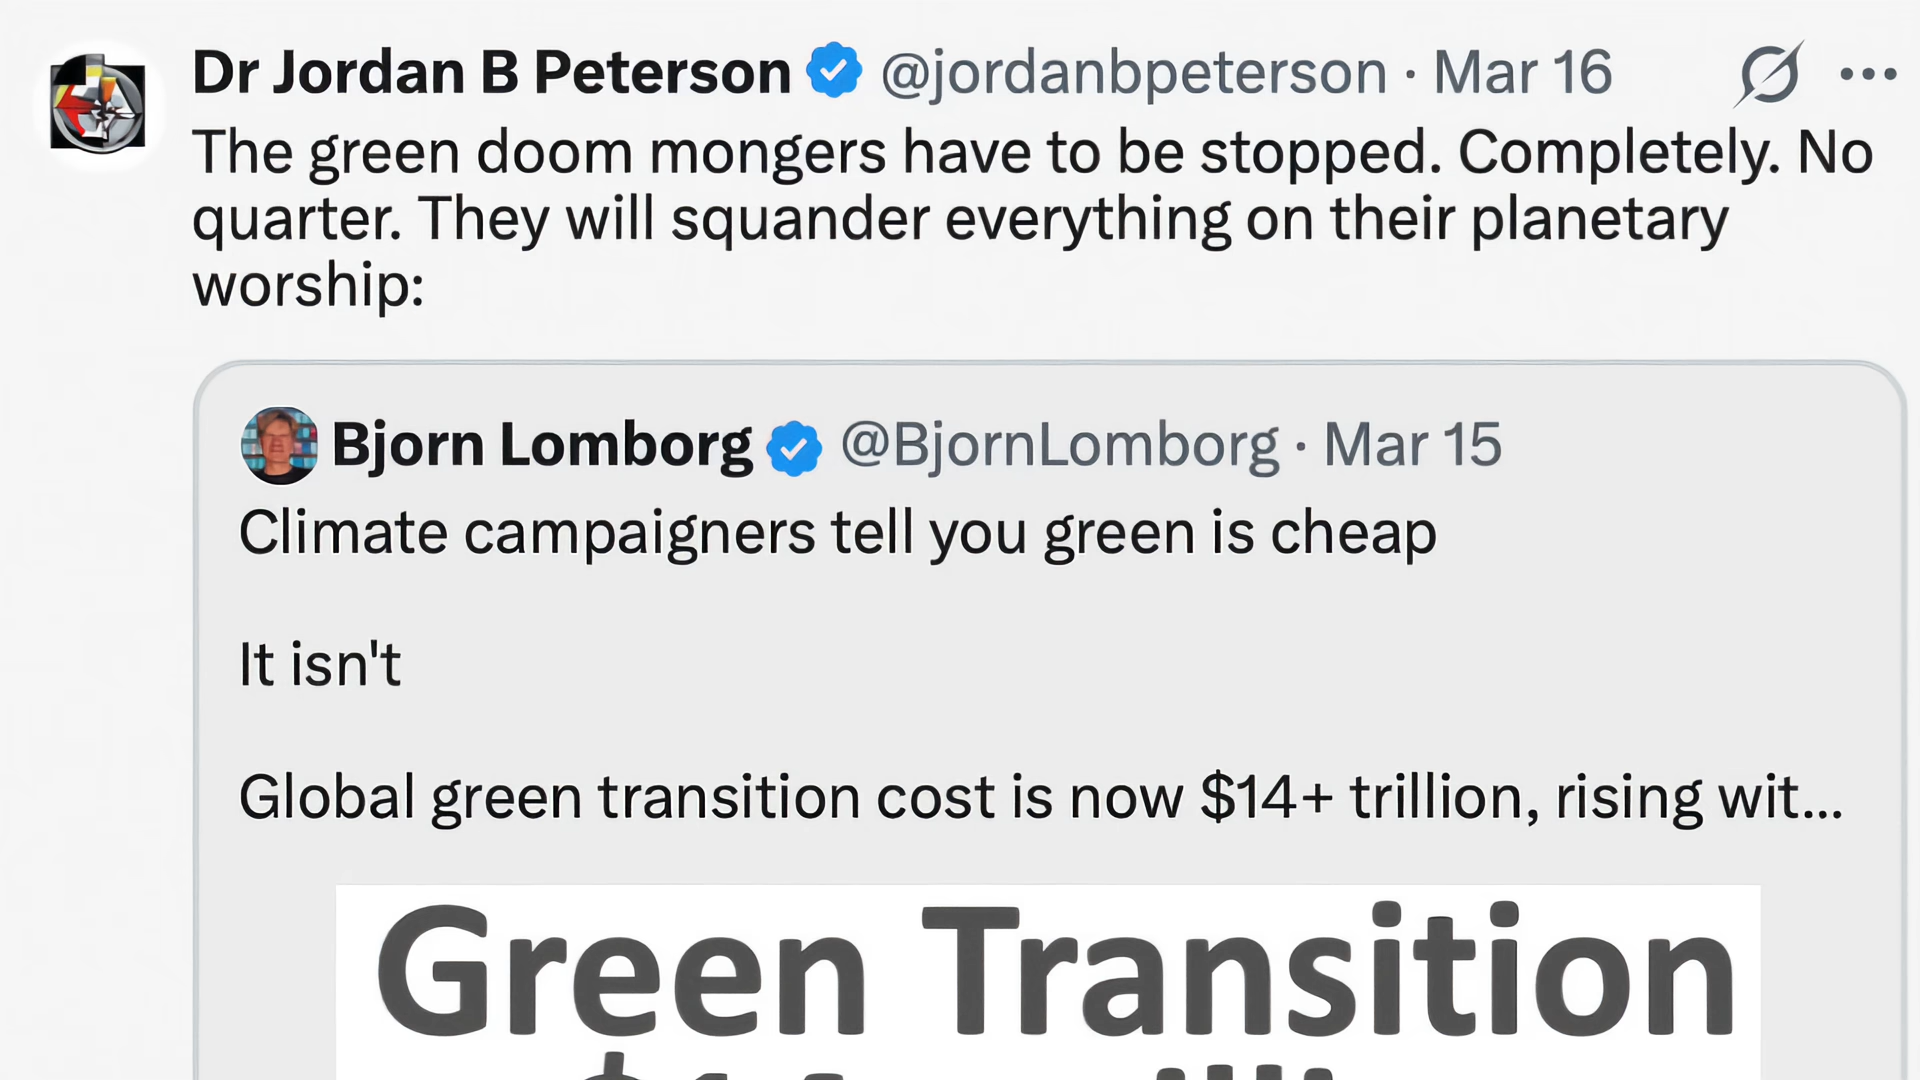 Dr Jordan B Peterson @jordanbpeterson · Mar 16
The green doom mongers have to be stopped. Completely. No
quarter. They will squander everything on their planetary
worship:
Bjorn Lomborg @BjornLomborg · Mar 15
Climate campaigners tell you green is cheap
It isn't
Global green transition cost is now $14+ trillion, rising wit...
Green Transition